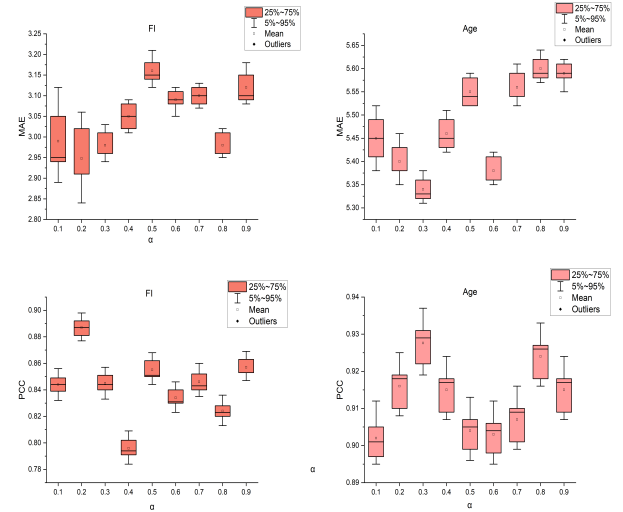 25%~75%
5%~95%
Mean
Outliers
FI
3.25
3.20
3.15
3.10
3.05
3.00
2.95
2.90
2.85
2.80
MAE
0.1 0.2 0.3 0.4 0.5 0.6 0.7 0.8 0.9
α
25%~75%
5%~95%
Mean
Outliers
Age
5.65
5.60
5.55
5.50
5.45
5.40
5.35
5.30
MAE
0.1 0.2 0.3 0.4 0.5 0.6 0.7 0.8 0.9
25%~75%
5%~95%
Mean
Outliers
FI
0.90
0.88
0.86
0.84
0.82
0.80
0.78
PCC
0.1 0.2 0.3 0.4 0.5 0.6 0.7 0.8 0.9
α
α
25%~75%
5%~95%
Mean
Outliers
Age
0.94
0.93
0.92
0.91
0.90
0.89
PCC
0.1 0.2 0.3 0.4 0.5 0.6 0.7 0.8 0.9
α